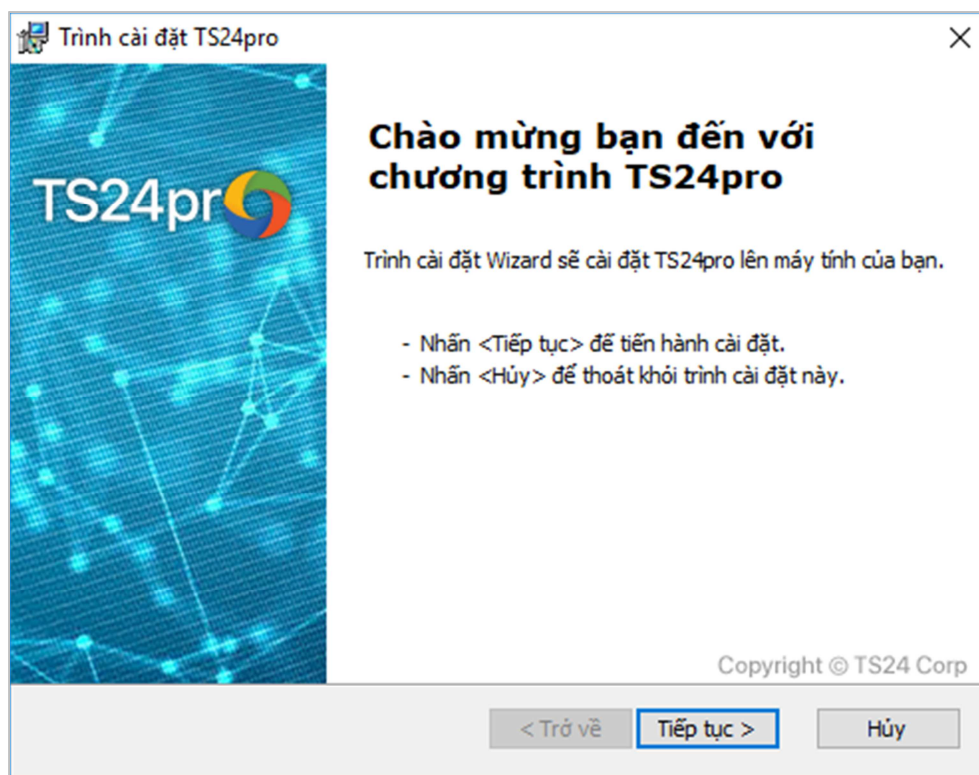 Trình cài đặt TS24pro
TS24pro
Chào mừng bạn đến với
chương trình TS24pro
Trình cài đặt Wizard sẽ cài đặt TS24pro lên máy tính của bạn.
- Nhấn <Tiếp tục> để tiến hành cài đặt.
- Nhấn <Hủy> để thoát khỏi trình cài đặt này.
Copyright © TS24 Corp
< Trở về
Tiếp tục >
Hủy